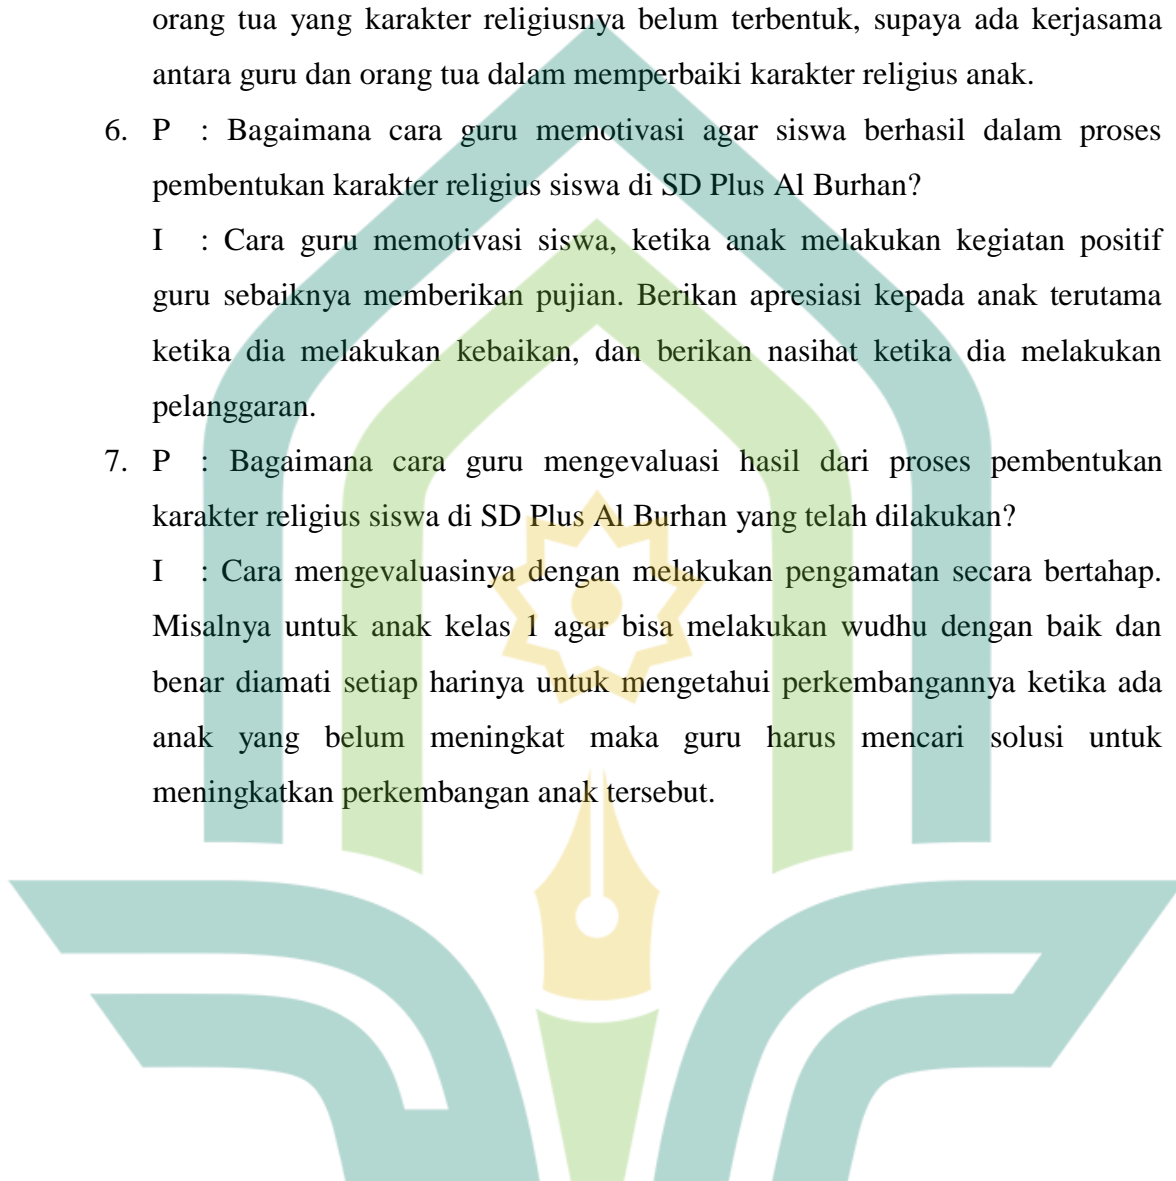 orang tua yang karakter religiusnya belum terbentuk, supaya ada kerjasama
antara guru dan orang tua dalam memperbaiki karakter religius anak.
6. P : Bagaimana cara guru memotivasi agar siswa berhasil dalam proses
pembentukan karakter religius siswa di SD Plus Al Burhan?
I : Cara guru memotivasi siswa, ketika anak melakukan kegiatan positif
guru sebaiknya memberikan pujian. Berikan apresiasi kepada anak terutama
ketika dia melakukan kebaikan, dan berikan nasihat ketika dia melakukan
pelanggaran.
7. P : Bagaimana cara guru mengevaluasi hasil dari proses pembentukan
karakter religius siswa di SD Plus Al Burhan yang telah dilakukan?
I : Cara mengevaluasinya dengan melakukan pengamatan secara bertahap.
Misalnya untuk anak kelas 1 agar bisa melakukan wudhu dengan baik dan
benar diamati setiap harinya untuk mengetahui perkembangannya ketika ada
anak yang belum meningkat maka guru harus mencari solusi untuk
meningkatkan perkembangan anak tersebut.